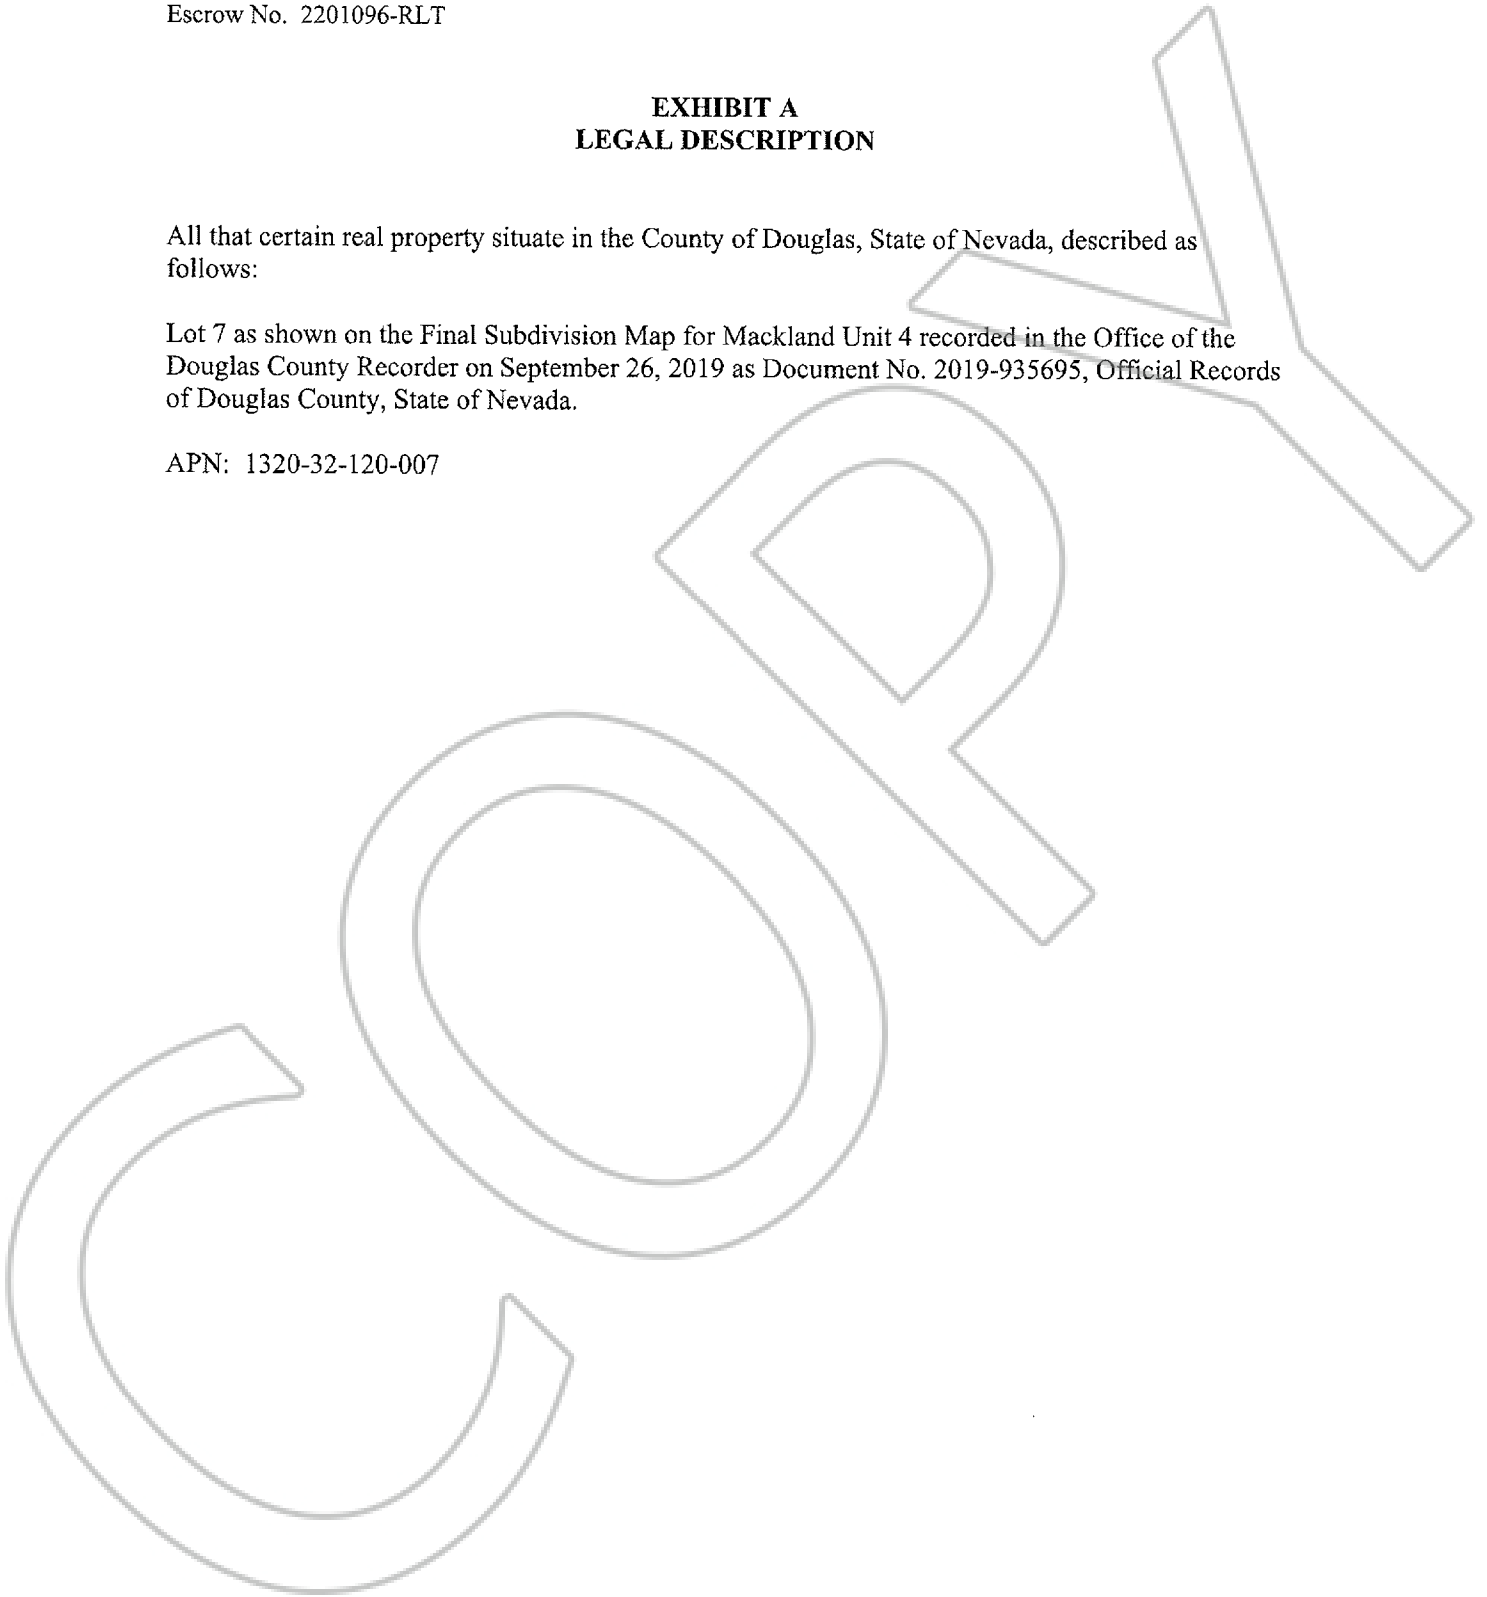 Escrow No. 2201096-RLT
EXHIBIT A
LEGAL DESCRIPTION
All that certain real property situate in the County of Douglas, State of Nevada, described as
follows:
Lot 7 as shown on the Final Subdivision Map for Mackland Unit 4 recorded in the Office of the
Douglas County Recorder on September 26, 2019 as Document No. 2019-935695, Official Records
of Douglas County, State of Nevada.
APN: 1320-32-120-007
COPY